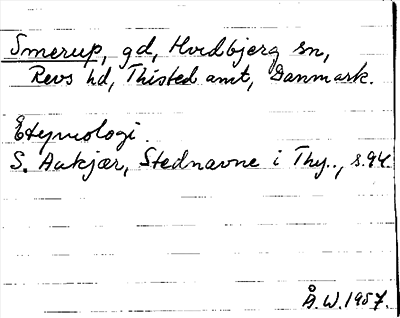 Smerup, gd, Hvidbjerg sn,
Revs hd, Thisted amt, Danmark.
Etymologi
S. Aakjær, Stednavne i Thy.., s.94.
Å.W.1957.